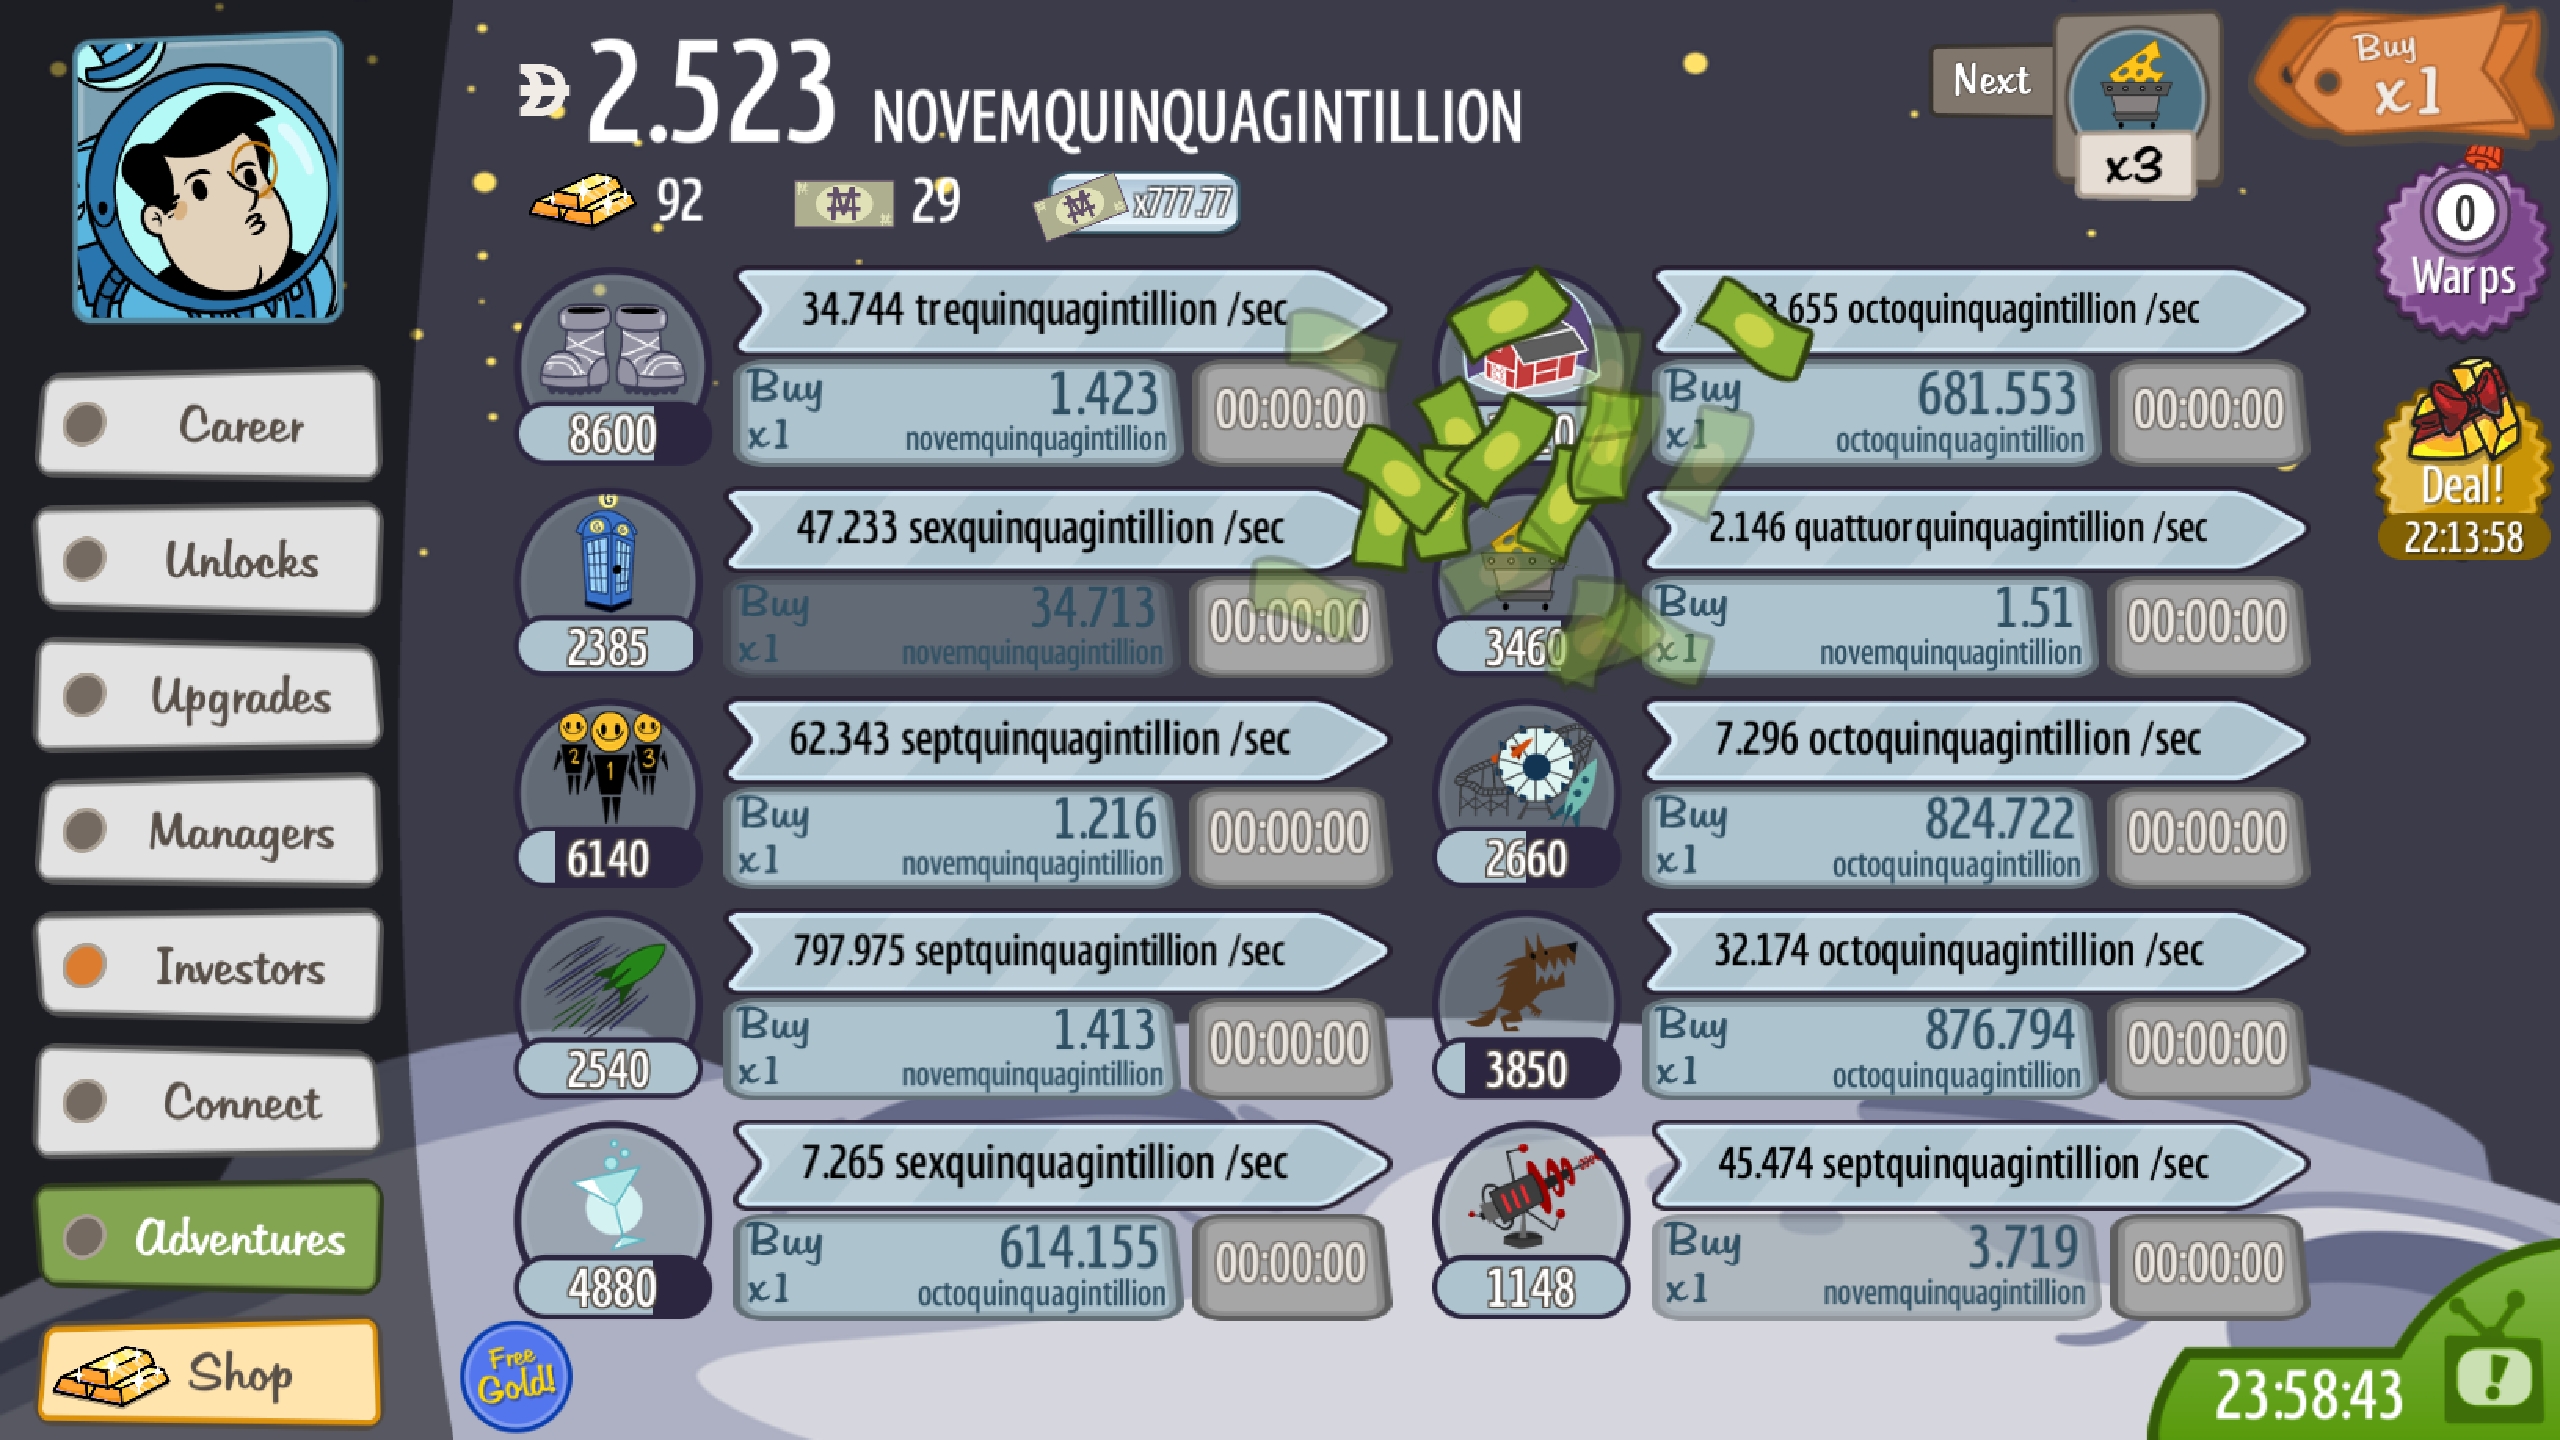 2.523 NOVEMQUINQUAGINTILLION
Next
x3
Buy
x1
92
29
x777.77
0
Warps
Deal!
22:13:58
Career
Unlocks
Upgrades
Managers
Investors
Connect
Adventures
Shop
34.744 trequinquagintillion /sec
8600
Buy
x1
1.423
novemquinquagintillion
00:00:00
.655 octoquinquagintillion /sec
Buy
x1
681.553
octoquinquagintillion
00:00:00
G
47.233 sexquinquagintillion /sec
2385
Buy
x1
34.713
novemquinquagintillion
00:00:00
2.146 quattuorquinquagintillion /sec
3460
Buy
x1
1.51
novemquinquagintillion
00:00:00
2 1 3
62.343 septquinquagintillion /sec
6140
Buy
x1
1.216
novemquinquagintillion
00:00:00
7.296 octoquinquagintillion /sec
2660
Buy
x1
824.722
octoquinquagintillion
00:00:00
797.975 septquinquagintillion /sec
2540
Buy
x1
1.413
novemquinquagintillion
00:00:00
32.174 octoquinquagintillion /sec
3850
Buy
x1
876.794
octoquinquagintillion
00:00:00
7.265 sexquinquagintillion /sec
4880
Buy
x1
614.155
octoquinquagintillion
00:00:00
45.474 septquinquagintillion /sec
1148
Buy
x1
3.719
novemquinquagintillion
00:00:00
Free
Gold!
23:58:43
!